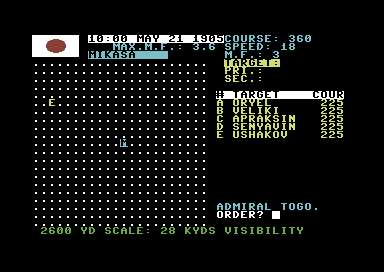 10:00 MAY 21 1905 COURSE: 360
MAX.M.F.: 3.6 SPEED: 18
MIKASA M.F.: 3
TARGET:
PRI.:
SEC.:
# TARGET COUR
E
A ORYEL 225
B VELIKI 225
C APRAKSIN 225
D SENYAVIN 225
E USHAKOV 225
M
ADMIRAL TOGO.
ORDER?
2600 YD SCALE: 28 KYDS VISIBILITY